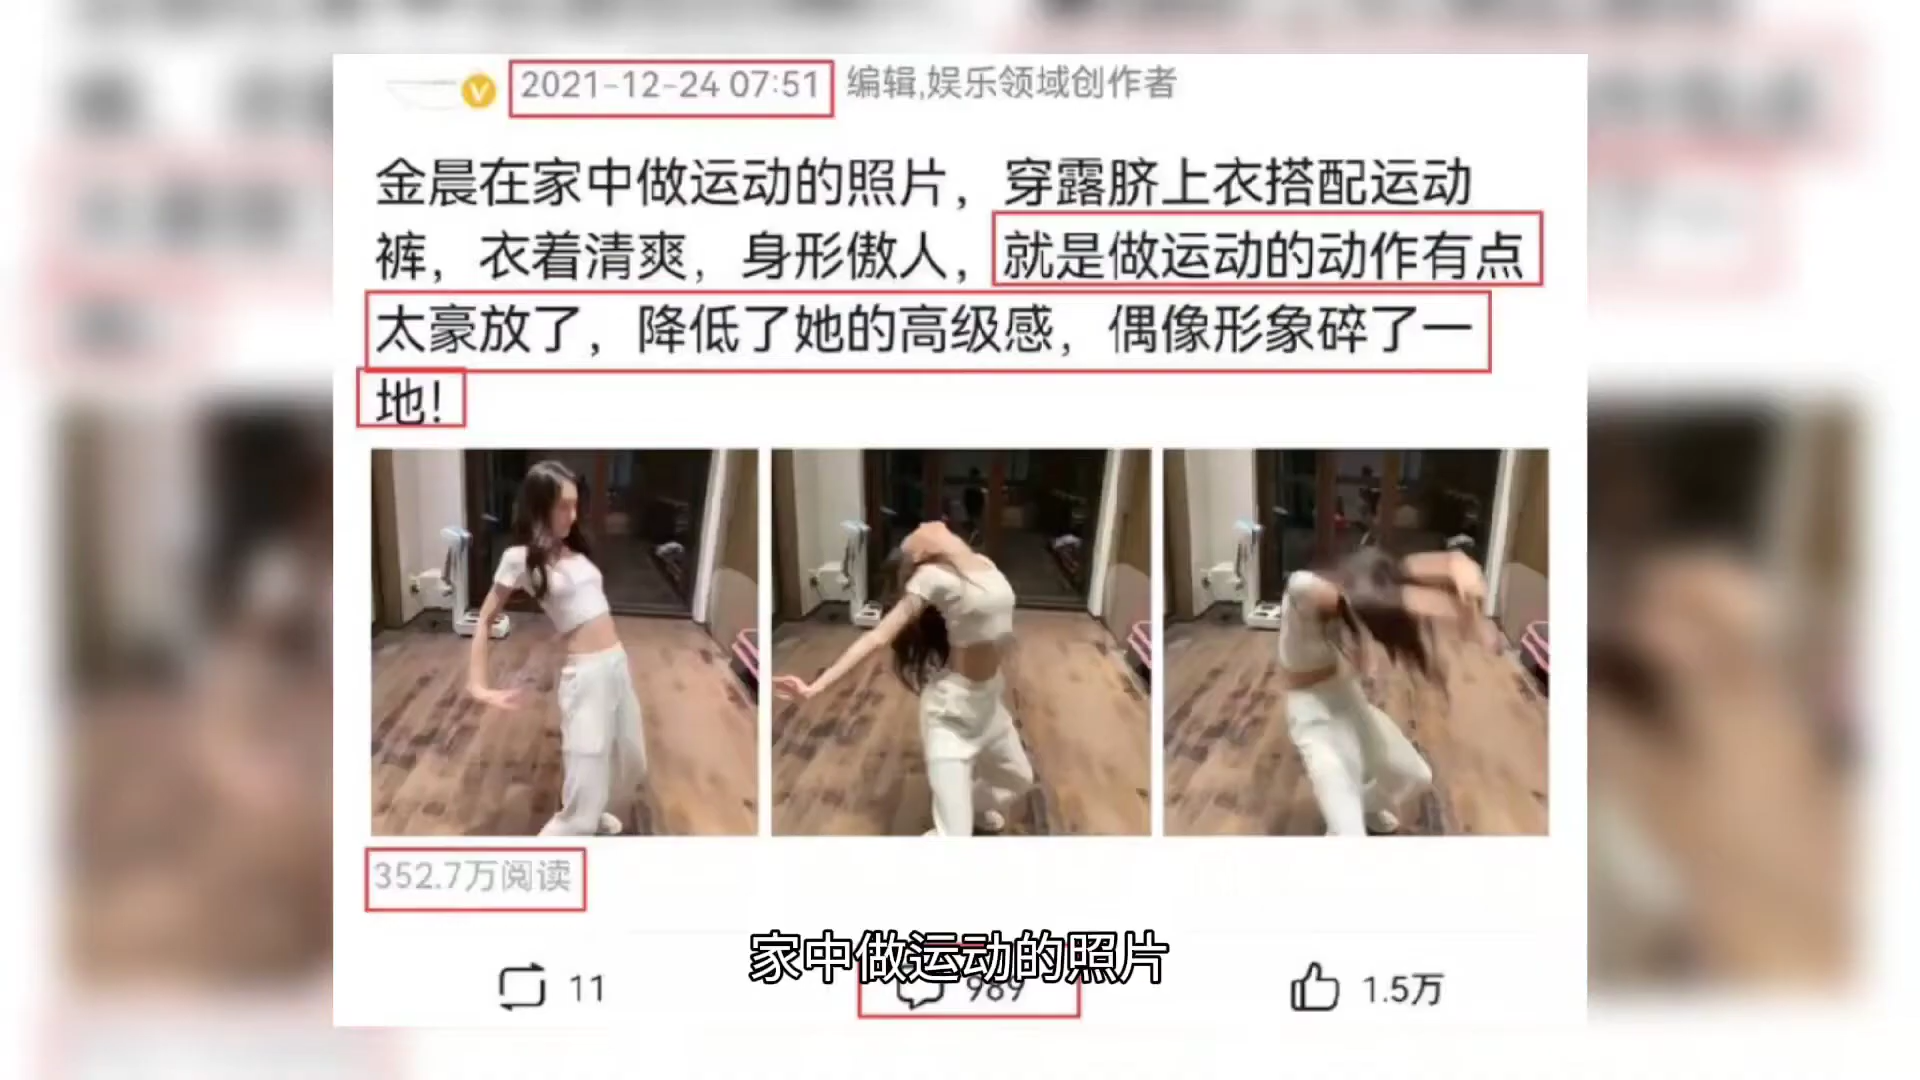 V
2021-12-24 07:51 编辑,娱乐领域创作者
金晨在家中做运动的照片，穿露脐上衣搭配运动
裤，衣着清爽，身形傲人，就是做运动的动作有点
太豪放了，降低了她的高级感，偶像形象碎了一
地！
352.7万阅读
家中做运动的照片
11 989 1.5万